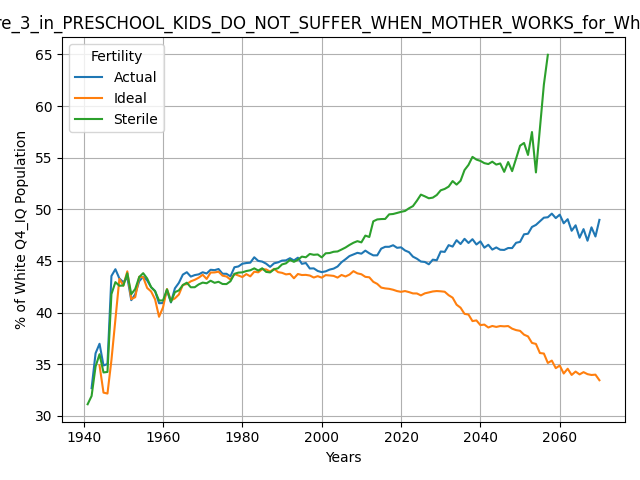 re_3_in_PRESCHOOL_KIDS_DO_NOT_SUFFER_WHEN_MOTHER_WORKS_for_Wh
Fertility
Actual
Ideal
Sterile
% of White Q4_IQ Population
65
60
55
50
45
40
35
30
1940 1960 1980 2000 2020 2040 2060
Years